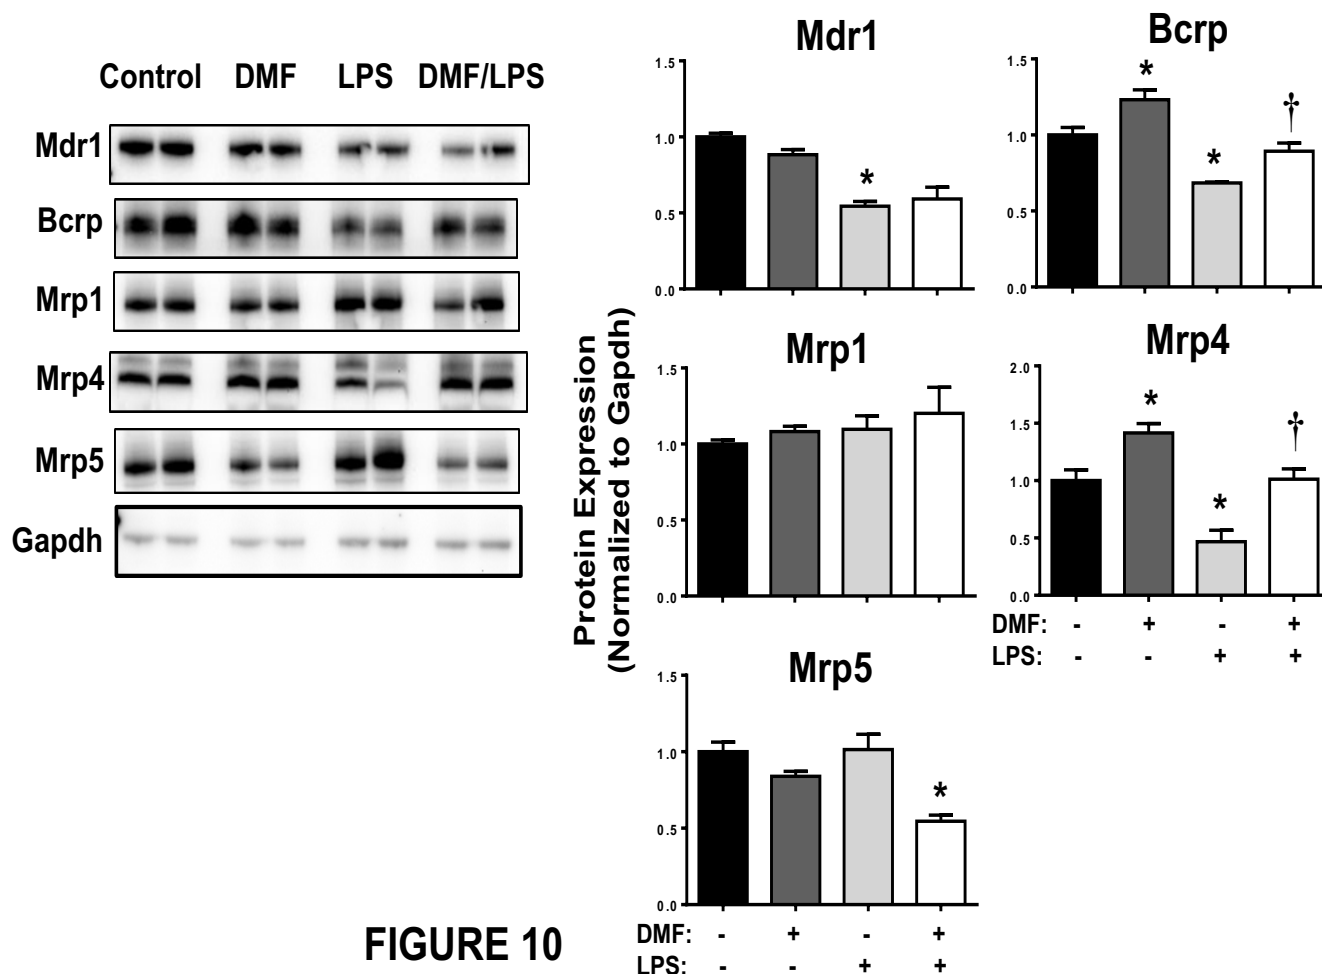 Control DMF LPS DMF/LPS
Mdr1
Bcrp
Mrp1
Mrp4
Mrp5
Gapdh
Protein Expression
(Normalized to Gapdh)
Mdr1
1.5
1.0
0.5
0.0
*
Bcrp
1.5
1.0
0.5
0.0
*
*
†
Mrp1
1.5
1.0
0.5
0.0
Mrp4
2.0
1.5
1.0
0.5
0.0
*
*
†
DMF: - + - +
LPS: - - + +
Mrp5
1.5
1.0
0.5
0.0
*
DMF: - + - +
LPS: - - + +
FIGURE 10